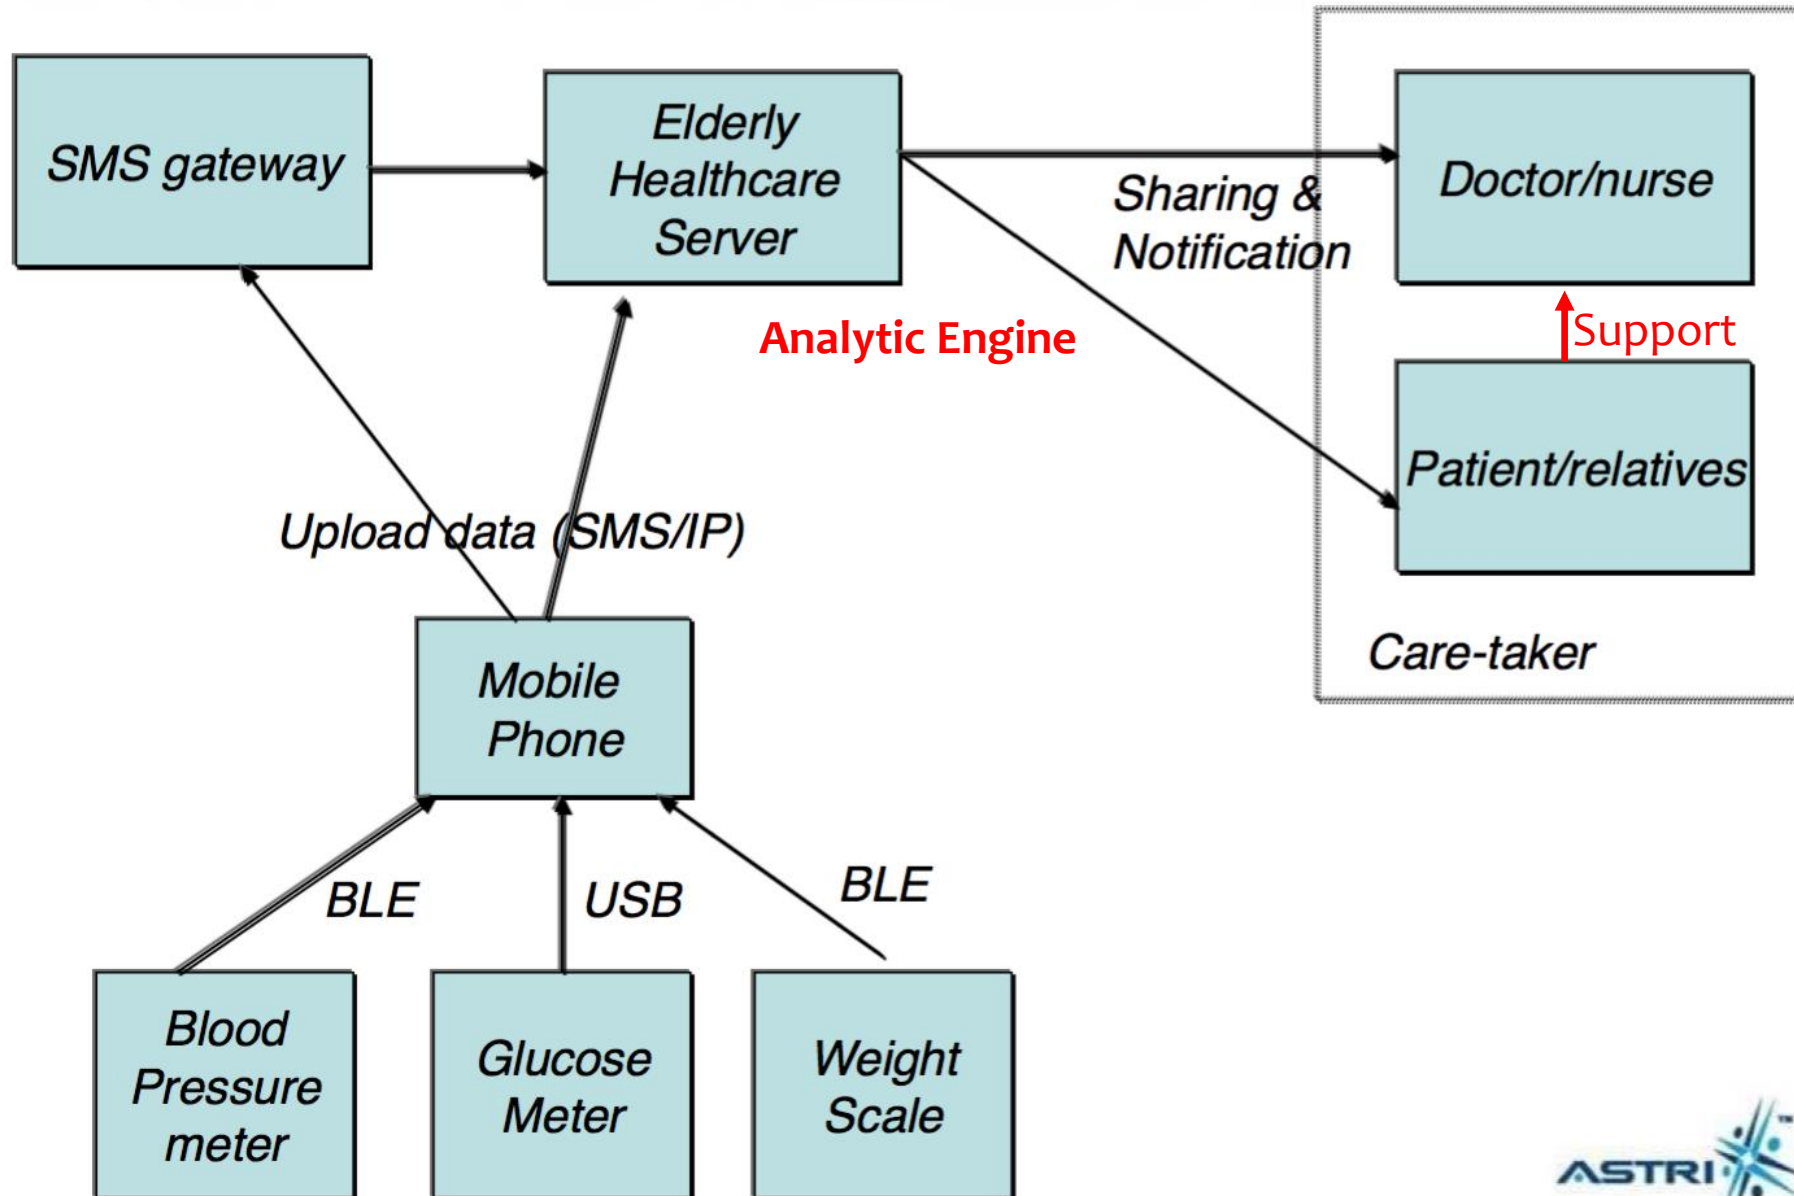 SMS gateway
Elderly
Healthcare
Server
Sharing &
Notification
Doctor/nurse
Analytic Engine
Support
Patient/relatives
Upload data (SMS/IP)
Care-taker
Mobile
Phone
BLE
USB
BLE
Blood
Pressure
meter
Glucose
Meter
Weight
Scale
ASTRI
TM